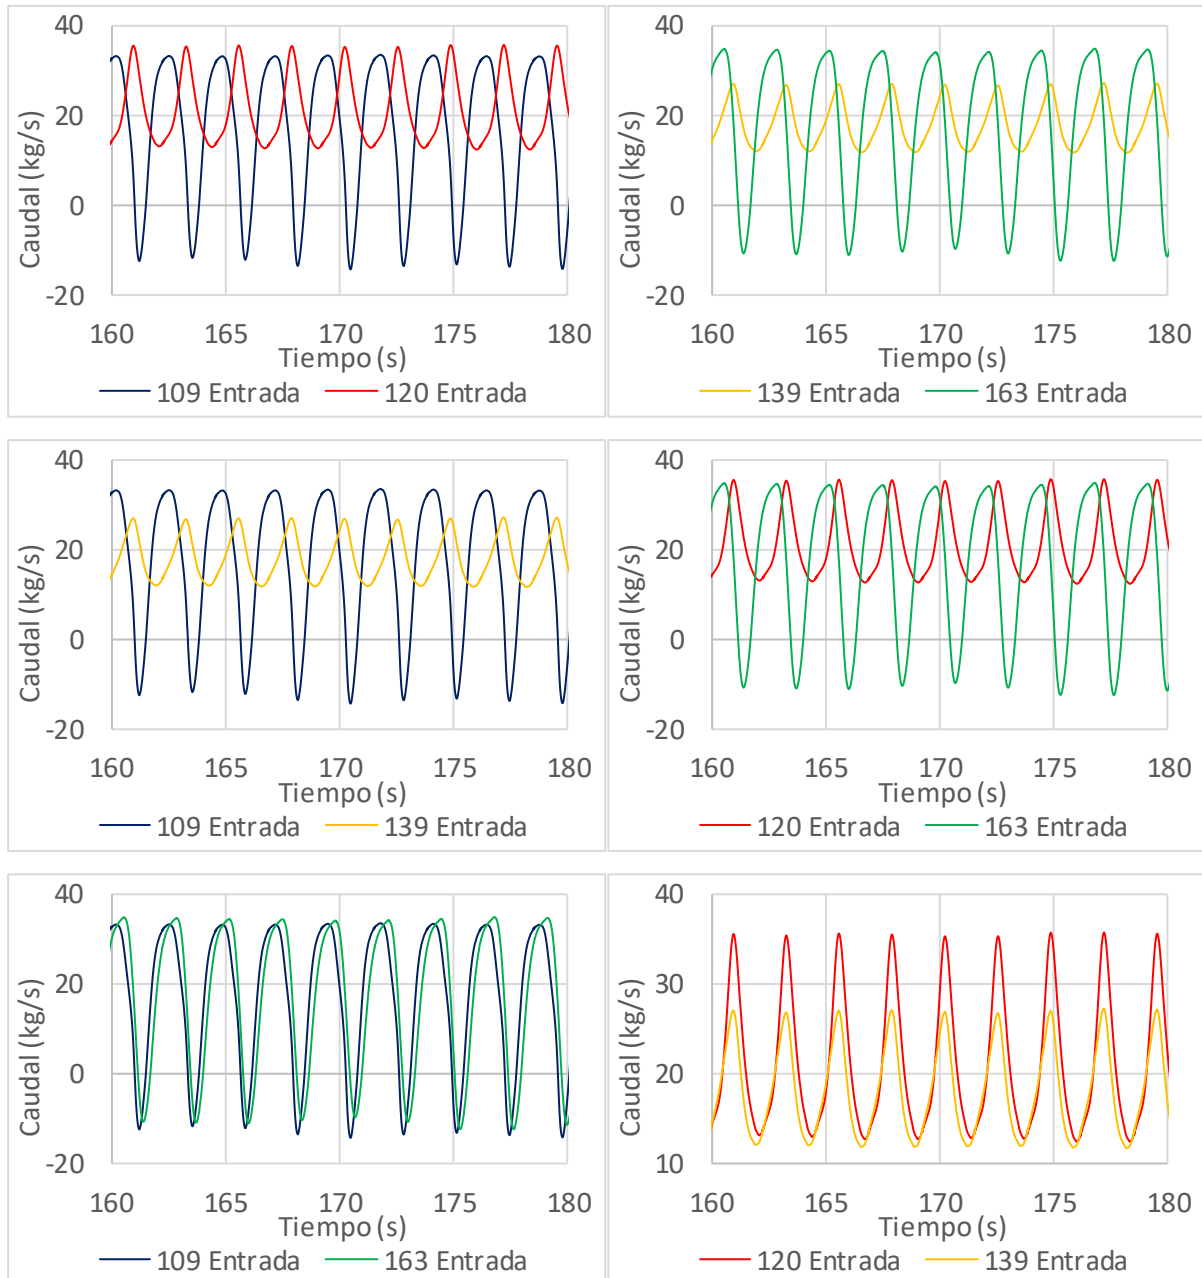 40
20
0
-20
Caudal (kg/s)
160 165 170 175 180
Tiempo (s)
109 Entrada 120 Entrada
40
20
0
-20
Caudal (kg/s)
160 165 170 175 180
Tiempo (s)
139 Entrada 163 Entrada
40
20
0
-20
Caudal (kg/s)
160 165 170 175 180
Tiempo (s)
109 Entrada 139 Entrada
40
20
0
-20
Caudal (kg/s)
160 165 170 175 180
Tiempo (s)
120 Entrada 163 Entrada
40
20
0
-20
Caudal (kg/s)
160 165 170 175 180
Tiempo (s)
109 Entrada 163 Entrada
40
30
20
10
Caudal (kg/s)
160 165 170 175 180
Tiempo (s)
120 Entrada 139 Entrada